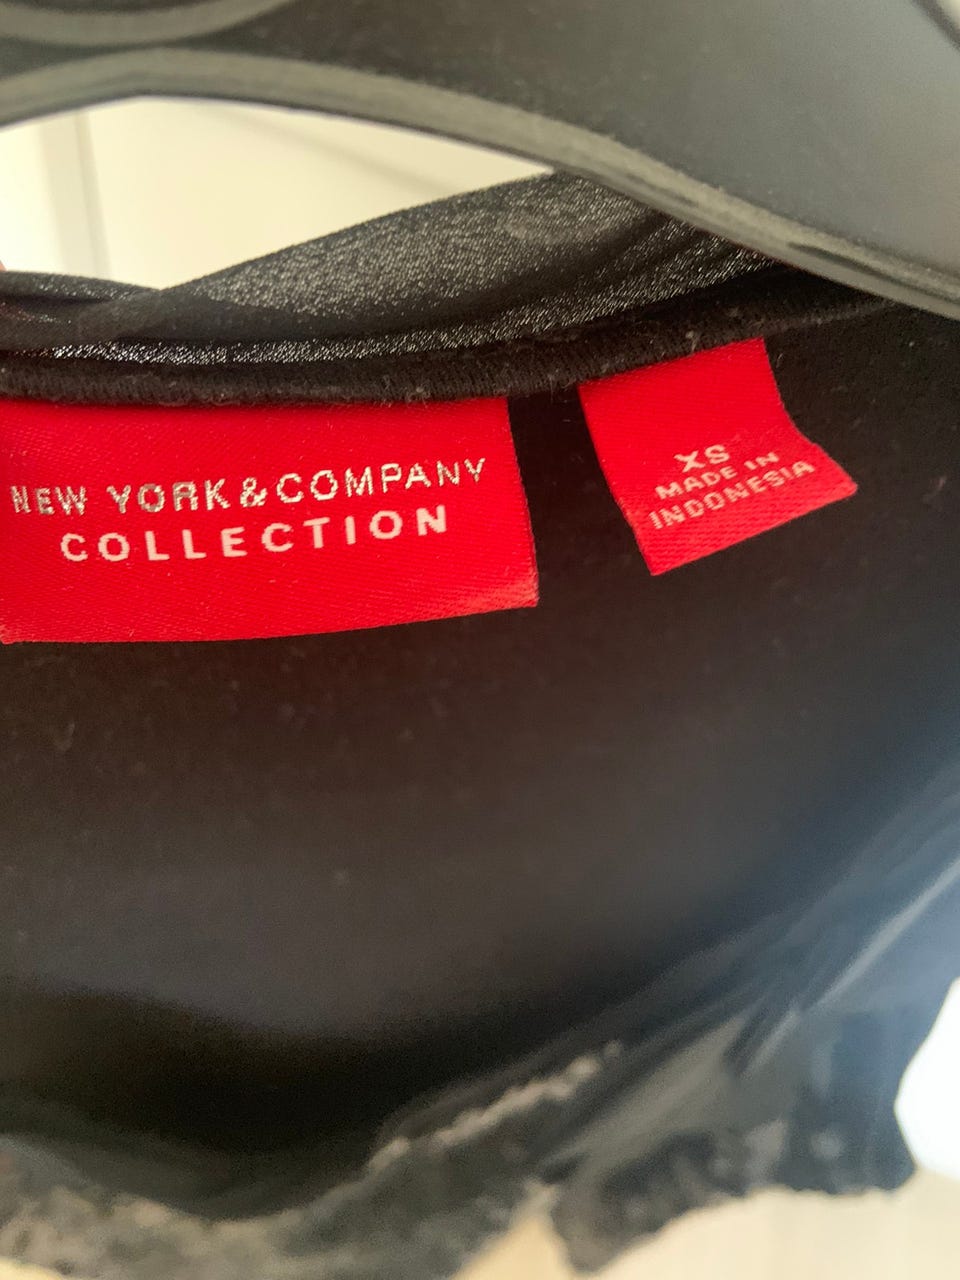 NEW YORK & COMPANY
COLLECTION
XS
MADE IN
INDONESIA